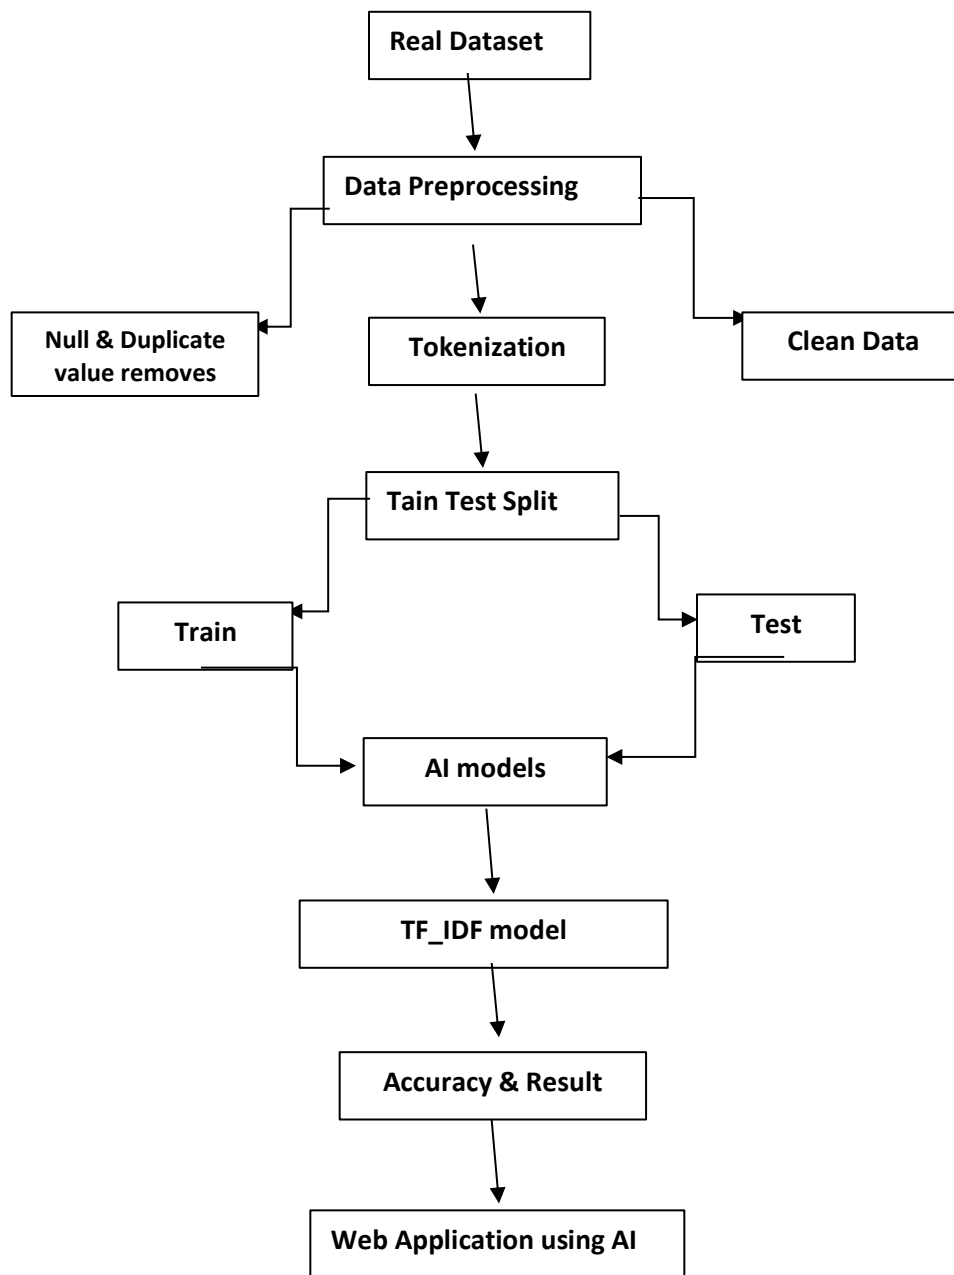 Real Dataset
Data Preprocessing
Null & Duplicate
value removes
Tokenization
Clean Data
Tain Test Split
Train
Test
AI models
TF_IDF model
Accuracy & Result
Web Application using AI